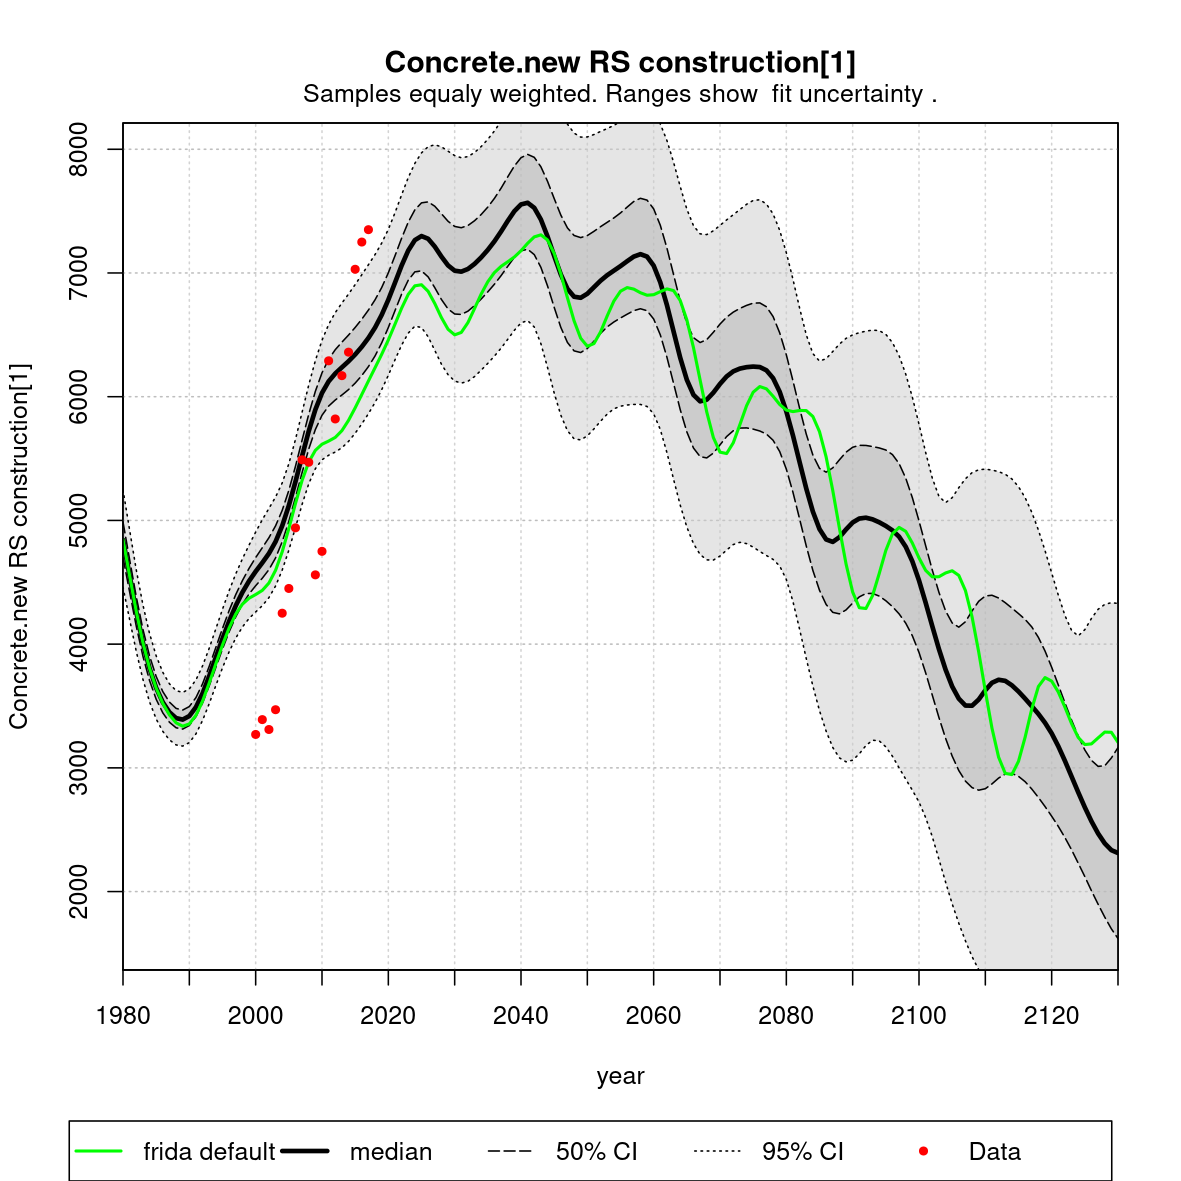 Concrete.new RS construction[1]
Samples equaly weighted. Ranges show  fit uncertainty .
Concrete.new RS construction[1]
8000
7000
6000
5000
4000
3000
2000
1980 2000 2020 2040 2060 2080 2100 2120
year
frida default median 50% CI 95% CI Data